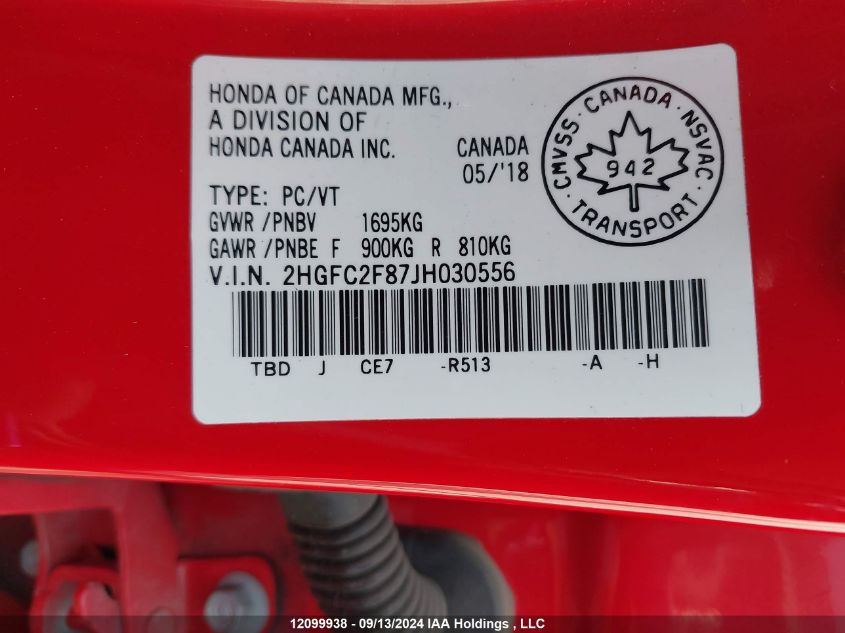 HONDA OF CANADA MFG.,
A DIVISION OF
HONDA CANADA INC.
CANADA
05/'18
TYPE: PC/VT
GVWR /PNBV 1695KG
GAWR /PNBE F 900KG R 810KG
V.I.N. 2HGFC2F87JH030556
TBD J CE7 -R513 -A -H
CMVSS · CANADA · NSVAC
· TRANSPORT ·
942
12099938 - 09/13/2024 IAA Holdings , LLC